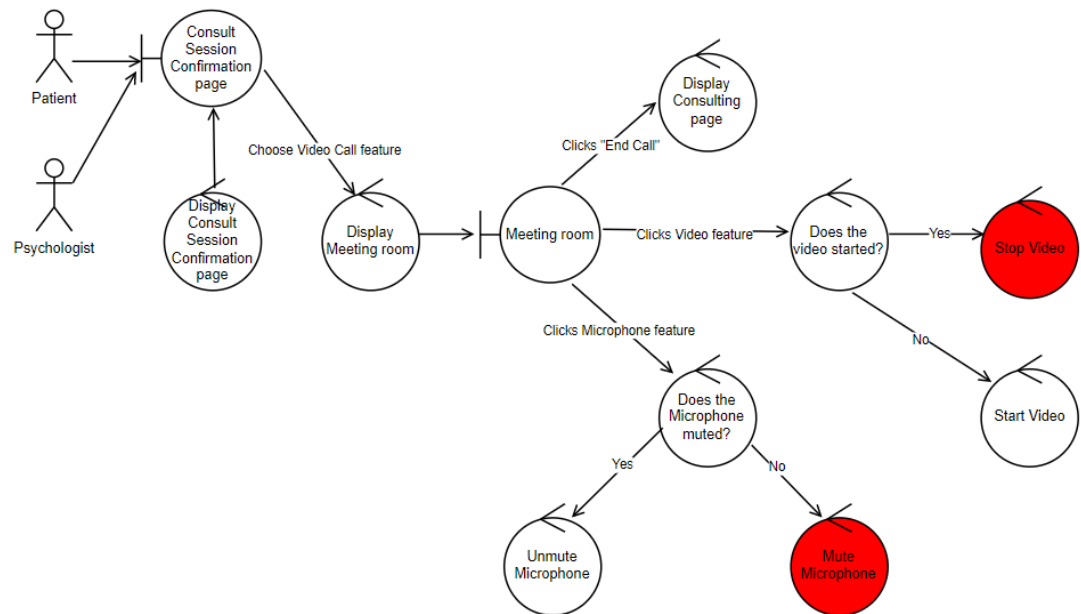 Patient
Psychologist
Consult
Session
Confirmation
page
Display
Consult
Session
Confirmation
page
Choose Video Call feature
Display
Meeting room
Meeting room
Clicks "End Call"
Display
Consulting
page
Clicks Video feature
Does the
video started?
Yes
Stop Video
No
Start Video
Clicks Microphone feature
Does the
Microphone
muted?
Yes
Unmute
Microphone
No
Mute
Microphone